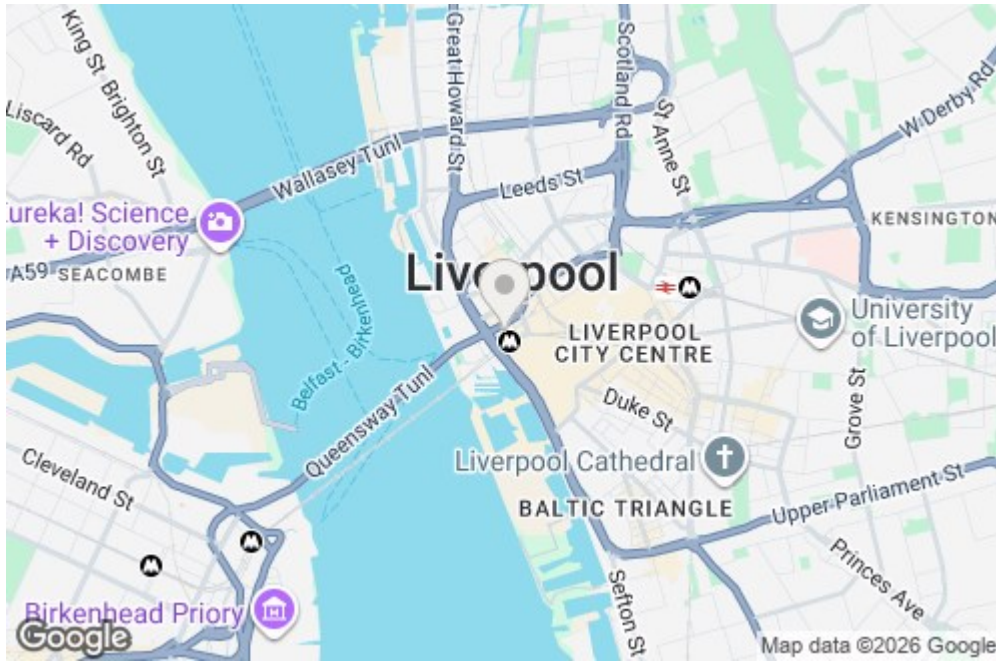 King St
Brighton St
Great Howard St
Scotland Rd
St Anne St
W Derby Rd
Liscard Rd
Wallasey Tunl
Leeds St
Eureka! Science
+ Discovery
KENSINGTON
A59
SEACOMBE
Liverpool
Belfast - Birkenhead
University
of Liverpool
LIVERPOOL
CITY CENTRE
Queensway Tunl
Duke St
Grove St
Cleveland St
Liverpool Cathedral
BALTIC TRIANGLE
Upper Parliament St
Princes Ave
Sefton St
Birkenhead Priory
Google
Map data ©2026 Google